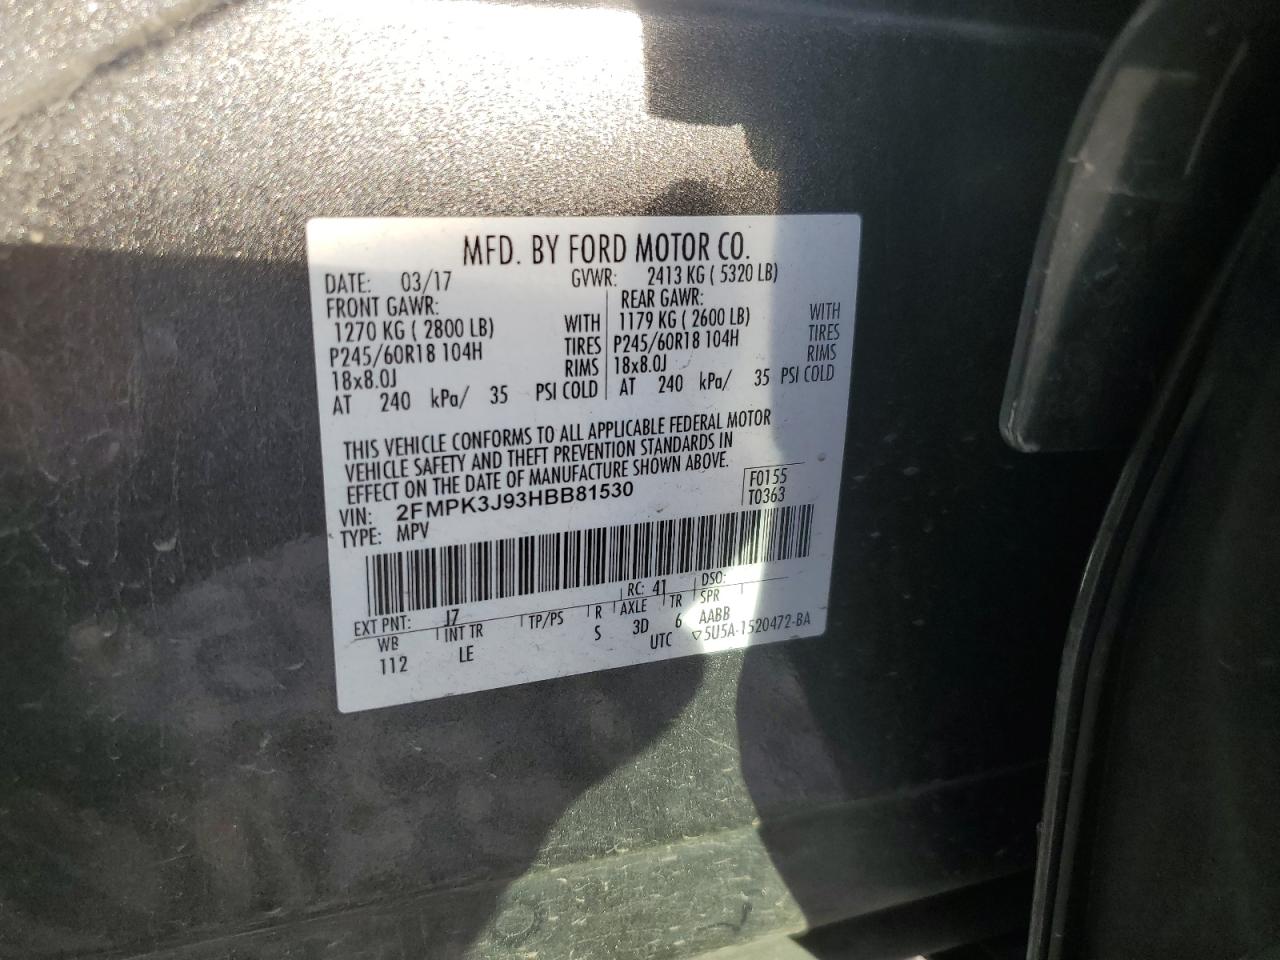 MFD. BY FORD MOTOR CO.
DATE: 03/17 GVWR: 2413 KG ( 5320 LB)
FRONT GAWR: REAR GAWR:
1270 KG ( 2800 LB) WITH 1179 KG ( 2600 LB) WITH
P245/60R18 104H TIRES P245/60R18 104H TIRES
18x8.0J RIMS 18x8.0J RIMS
AT 240 kPa/ 35 PSI COLD AT 240 kPa/ 35 PSI COLD
THIS VEHICLE CONFORMS TO ALL APPLICABLE FEDERAL MOTOR
VEHICLE SAFETY AND THEFT PREVENTION STANDARDS IN
EFFECT ON THE DATE OF MANUFACTURE SHOWN ABOVE.
VIN: 2FMPK3J93HBB81530 F0155
TYPE: MPV T0363
EXT PNT: J7 RC: 41 DSO:
WB INT TR TP/PS R AXLE TR SPR
112 LE S 3D 6 AABB
UTC ▽5U5A-1520472-BA